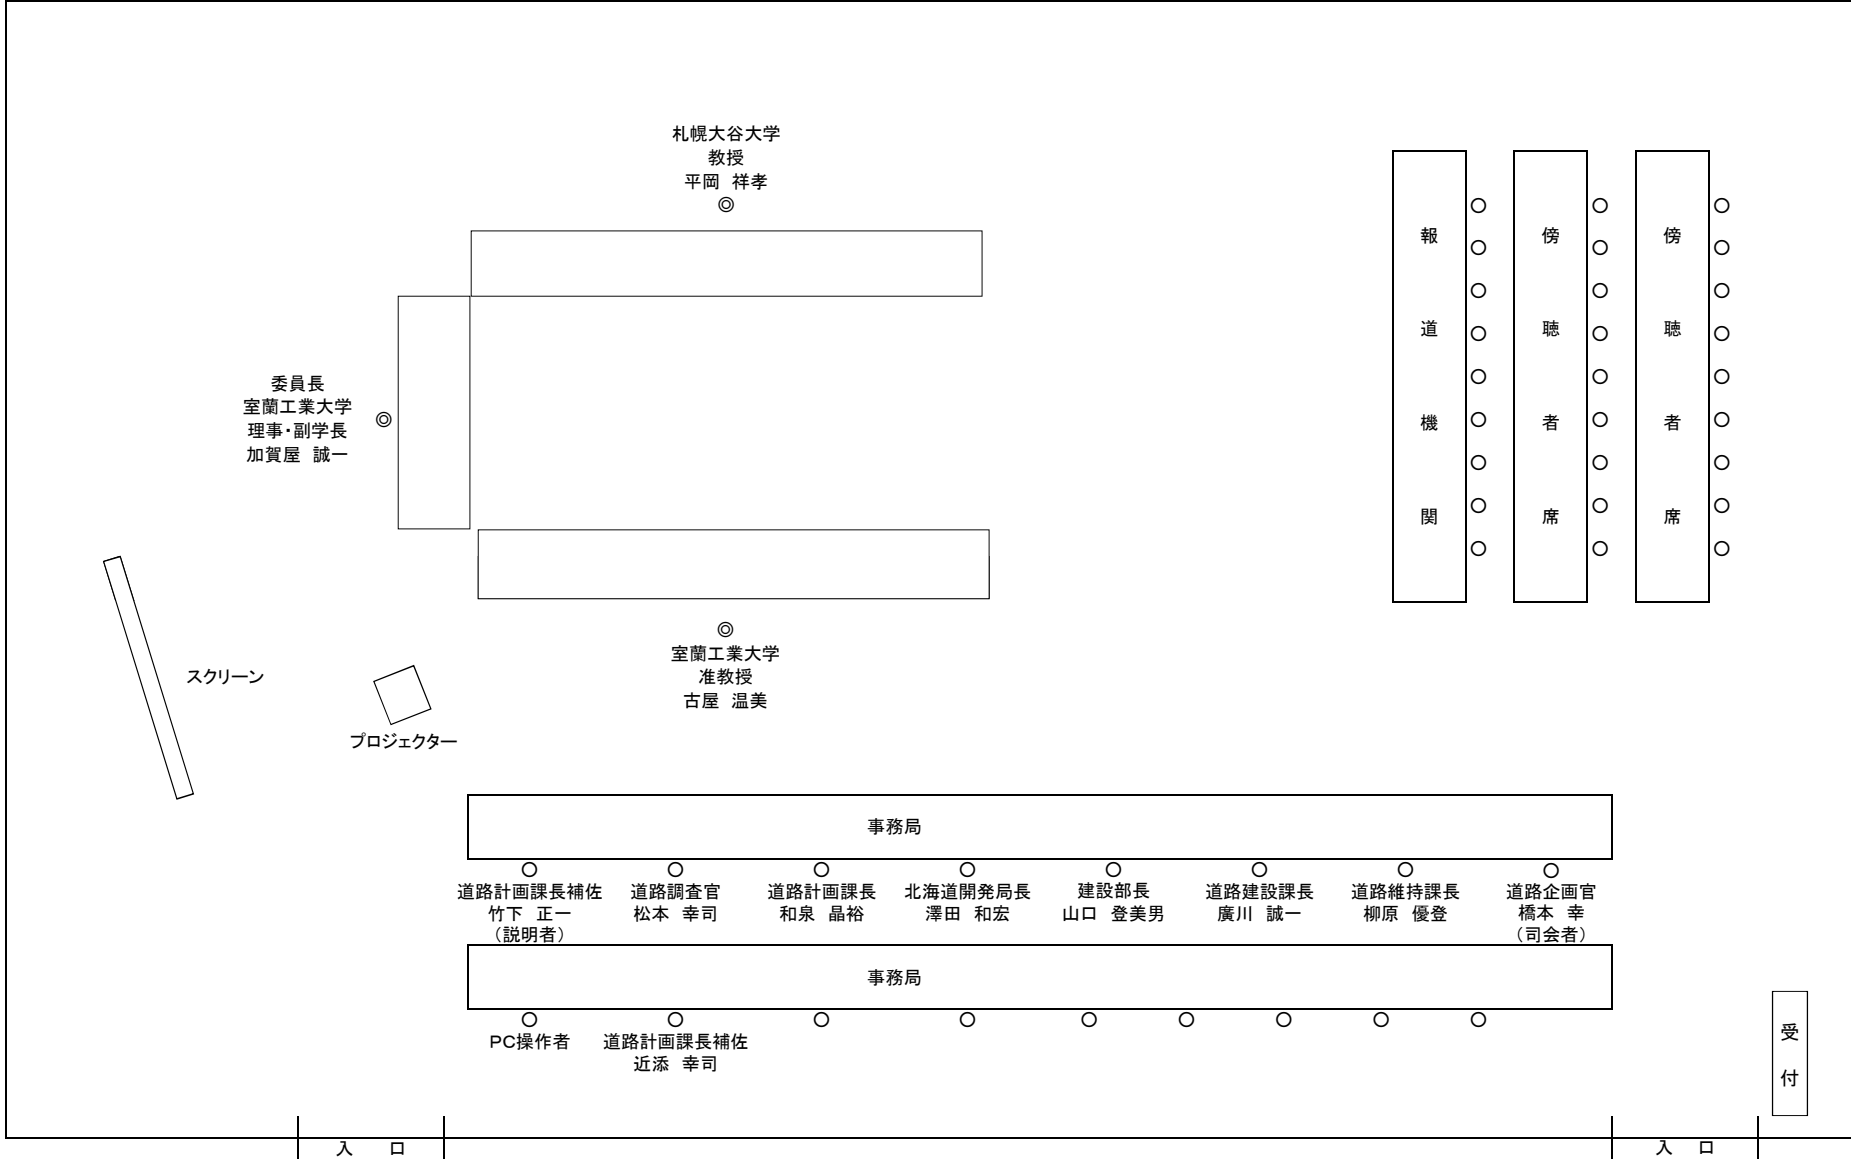 札幌大谷大学
教授
平岡　祥孝
◎
委員長
室蘭工業大学
理事・副学長
加賀屋　誠一
◎
◎
室蘭工業大学
准教授
古屋　温美
報道機関
傍聴者席
傍聴者席
スクリーン
プロジェクター
事務局
道路計画課長補佐
竹下　正一
（説明者）
道路調査官
松本　幸司
道路計画課長
和泉　晶裕
北海道開発局長
澤田　和宏
建設部長
山口　登美男
道路建設課長
廣川　誠一
道路維持課長
柳原　優登
道路企画官
橋本　幸
（司会者）
事務局
PC操作者
道路計画課長補佐
近添　幸司
受付
入　口
入　口